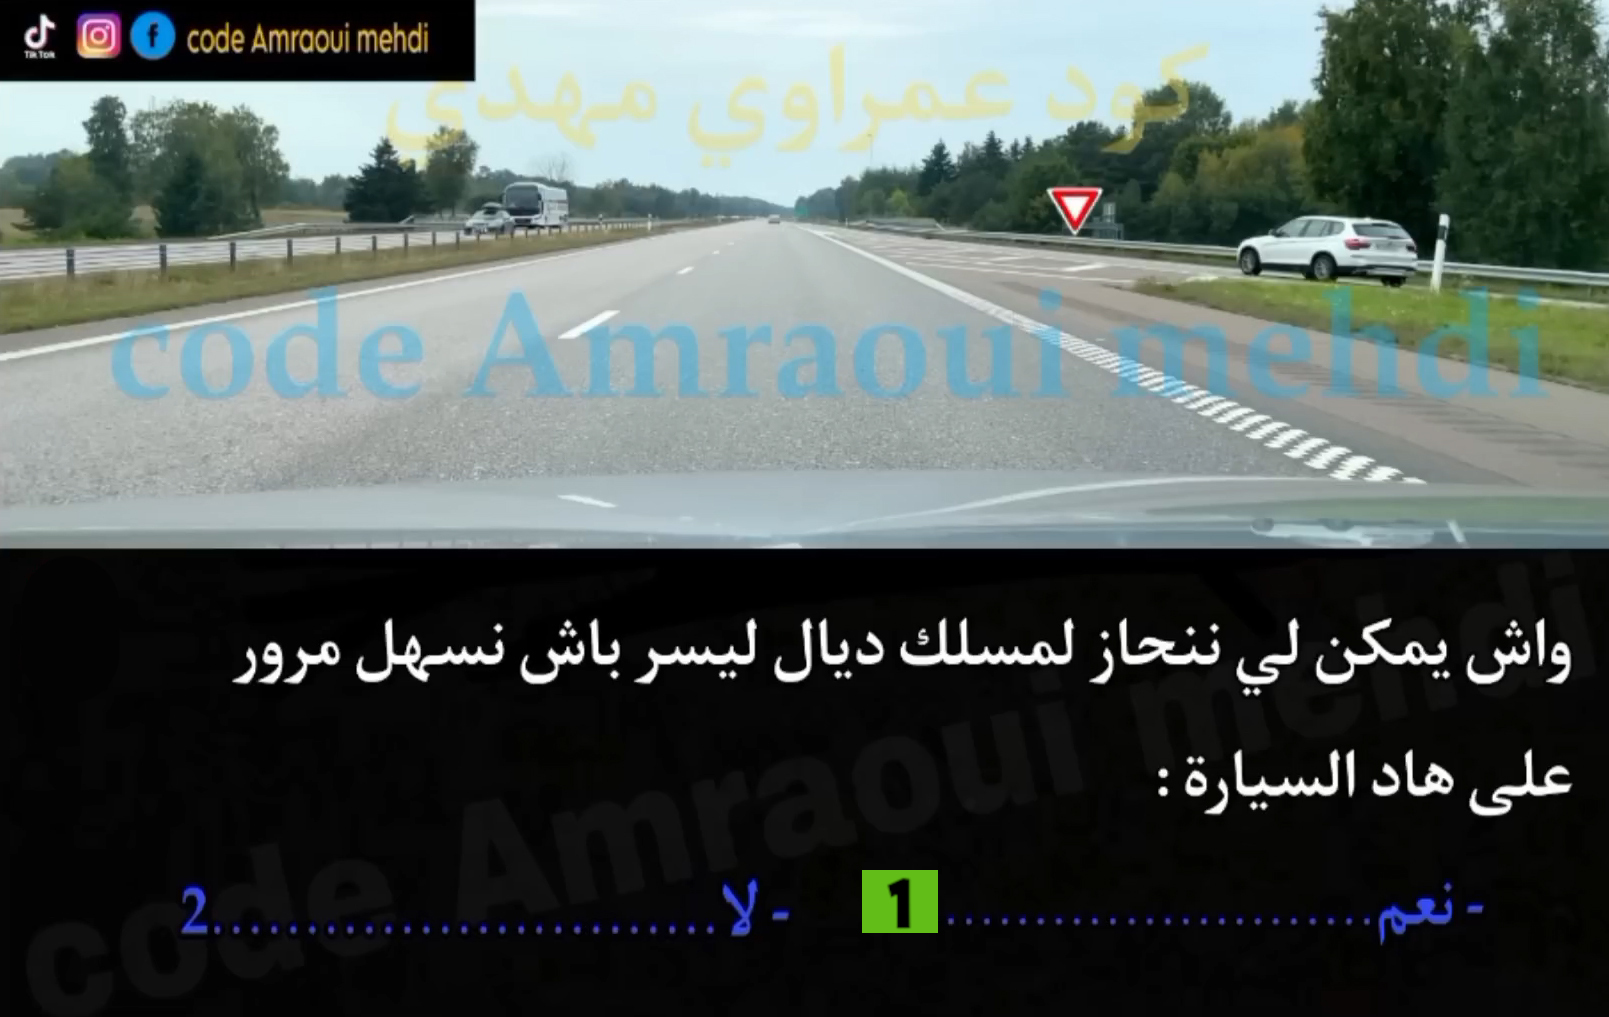 TikTok
code Amraoui mehdi
كود عمراوي مهدي
code Amraoui mehdi
واش يمكن لي ننحاز لمسلك ديال ليسر باش نسهل مرور
على هاد السيارة :
- نعم........................1
- لا...........................2
code Amraoui mehdi